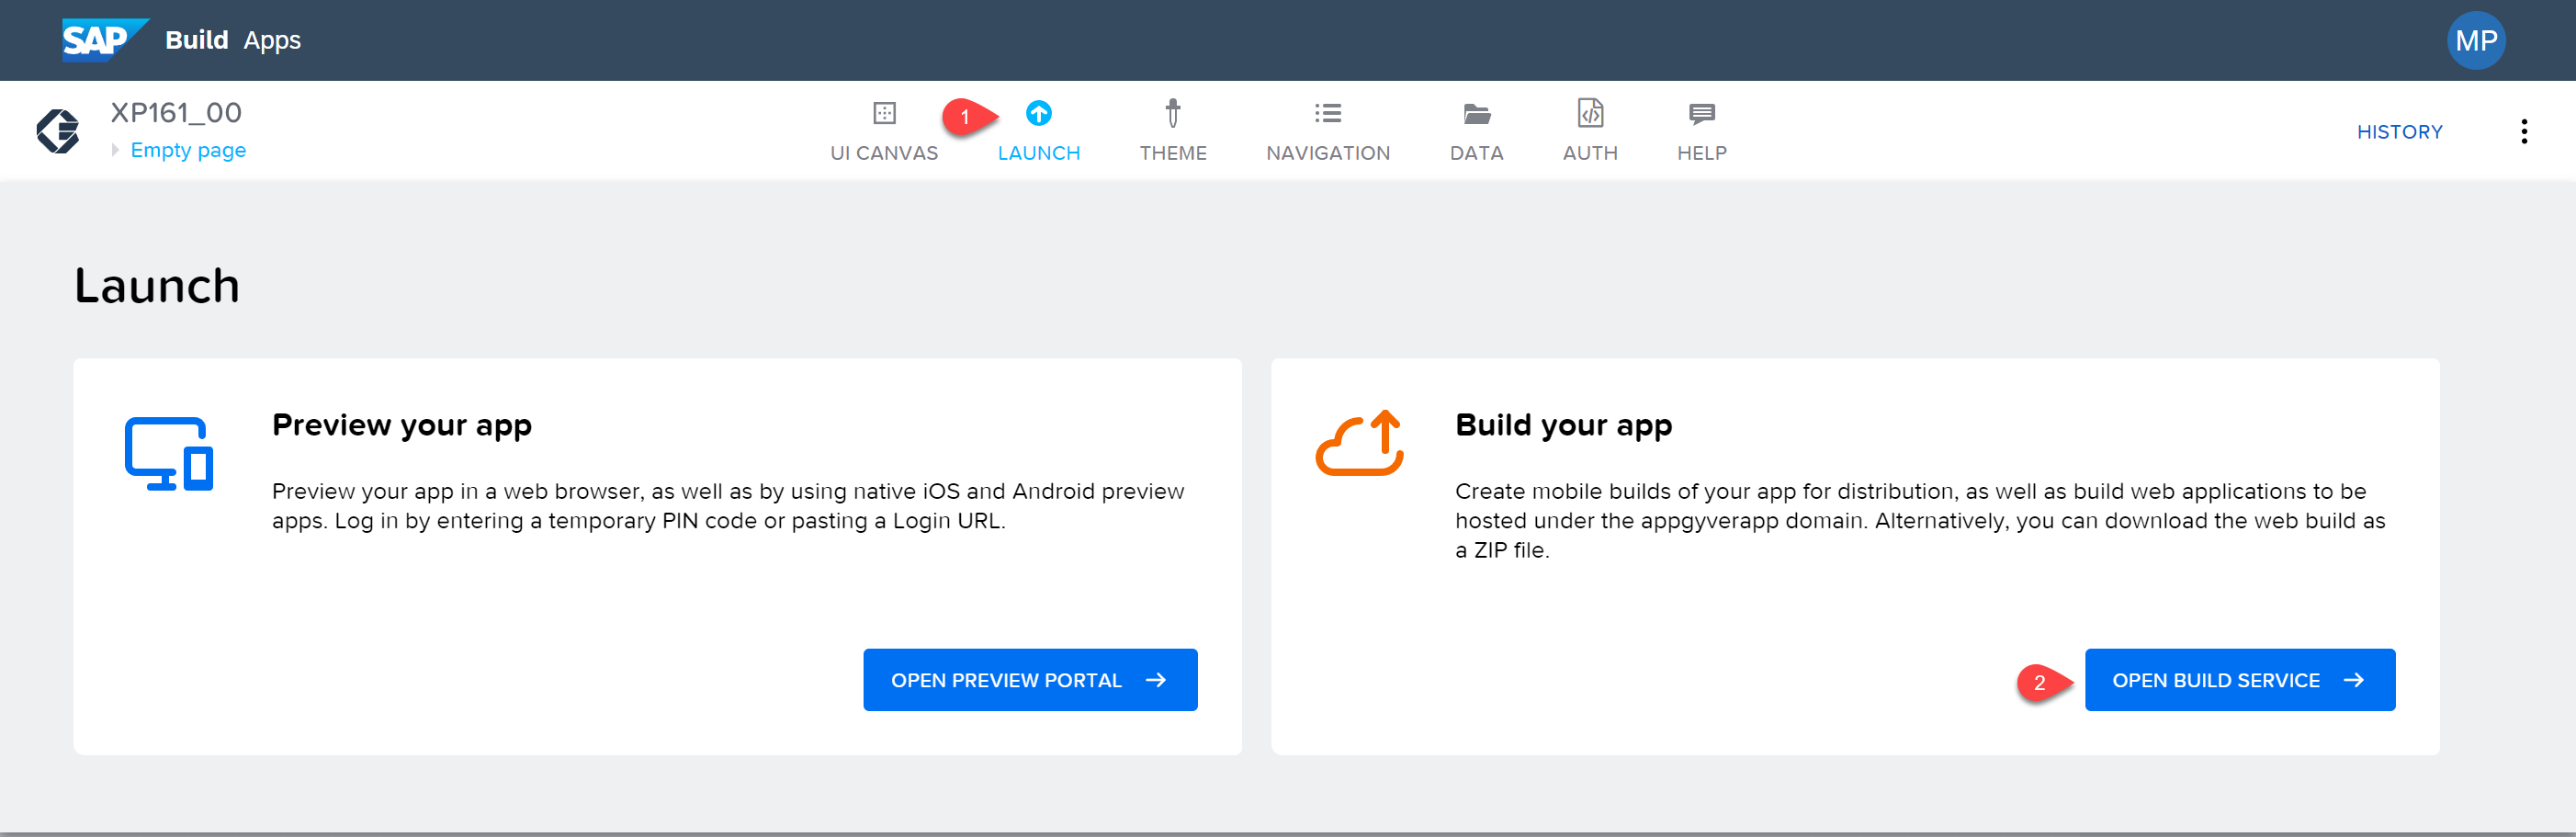 SAP Build Apps
MP
XP161_00
Empty page
UI CANVAS
1
LAUNCH
THEME
NAVIGATION
DATA
AUTH
HELP
HISTORY
Launch
Preview your app
Preview your app in a web browser, as well as by using native iOS and Android preview
apps. Log in by entering a temporary PIN code or pasting a Login URL.
OPEN PREVIEW PORTAL
Build your app
Create mobile builds of your app for distribution, as well as build web applications to be
hosted under the appgyverapp domain. Alternatively, you can download the web build as
a ZIP file.
2
OPEN BUILD SERVICE